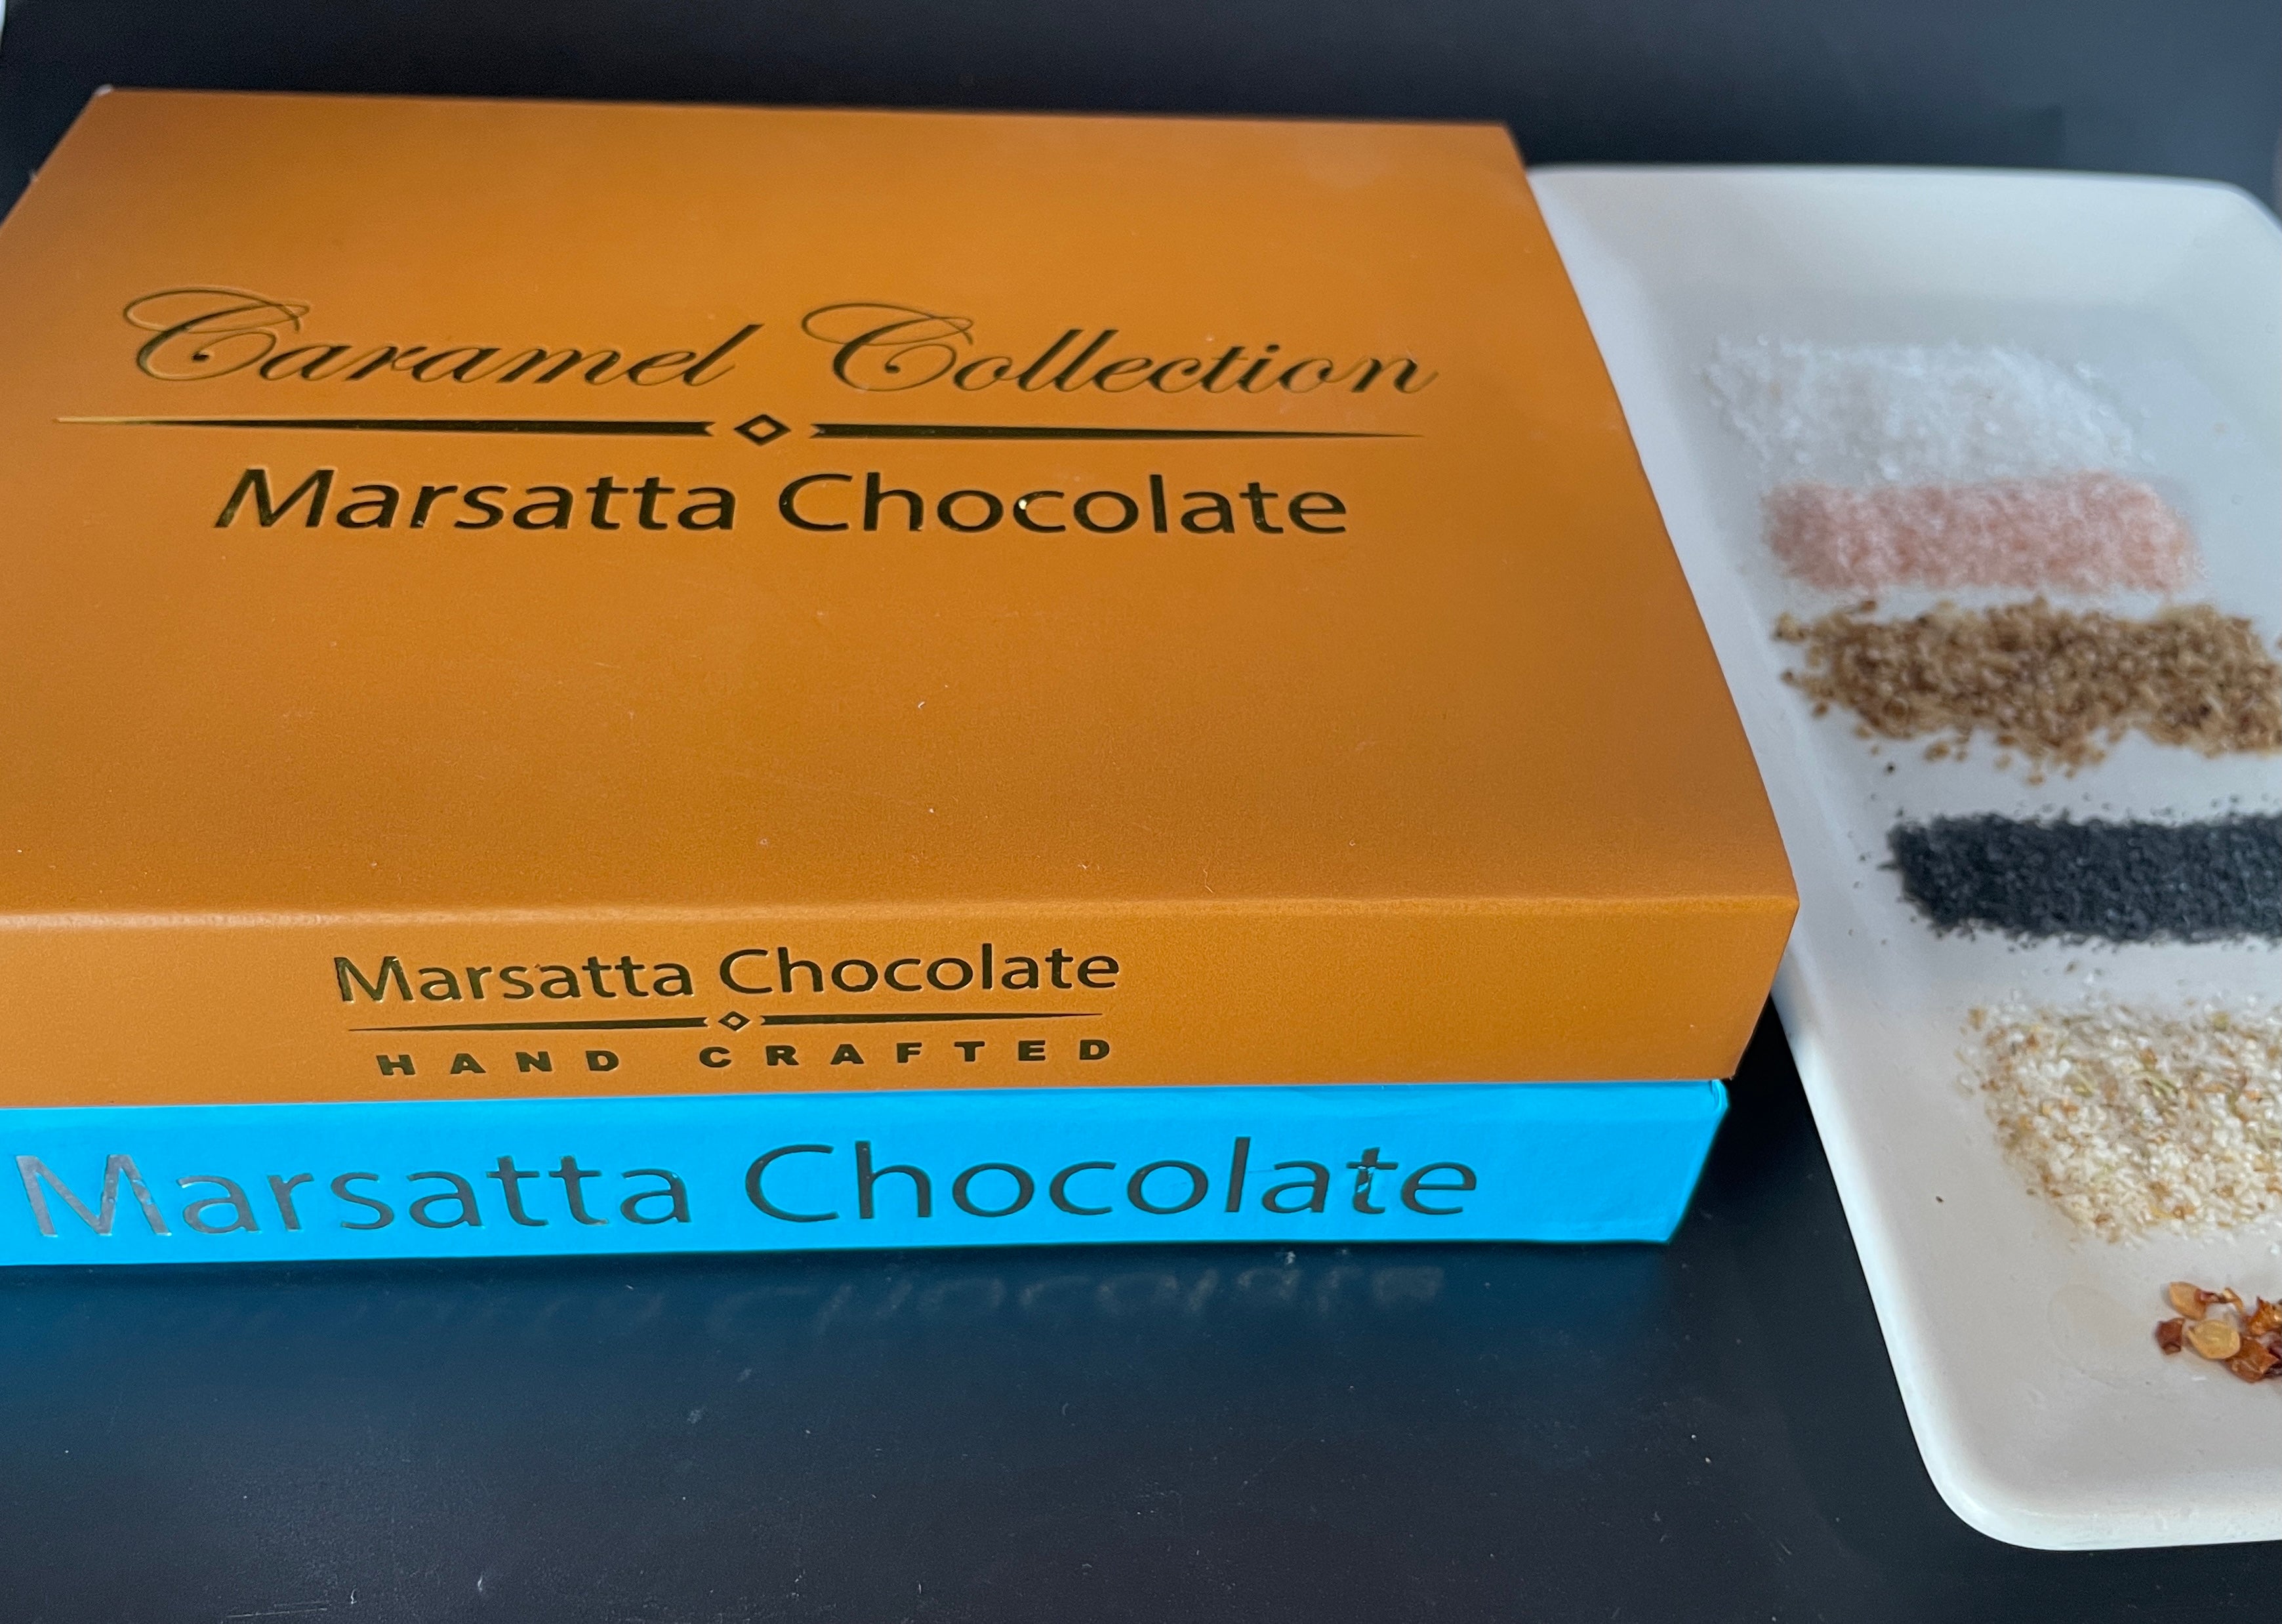 Caramel Collection
Marsatta Chocolate
Marsatta Chocolate
HAND CRAFTED
Marsatta Chocolate